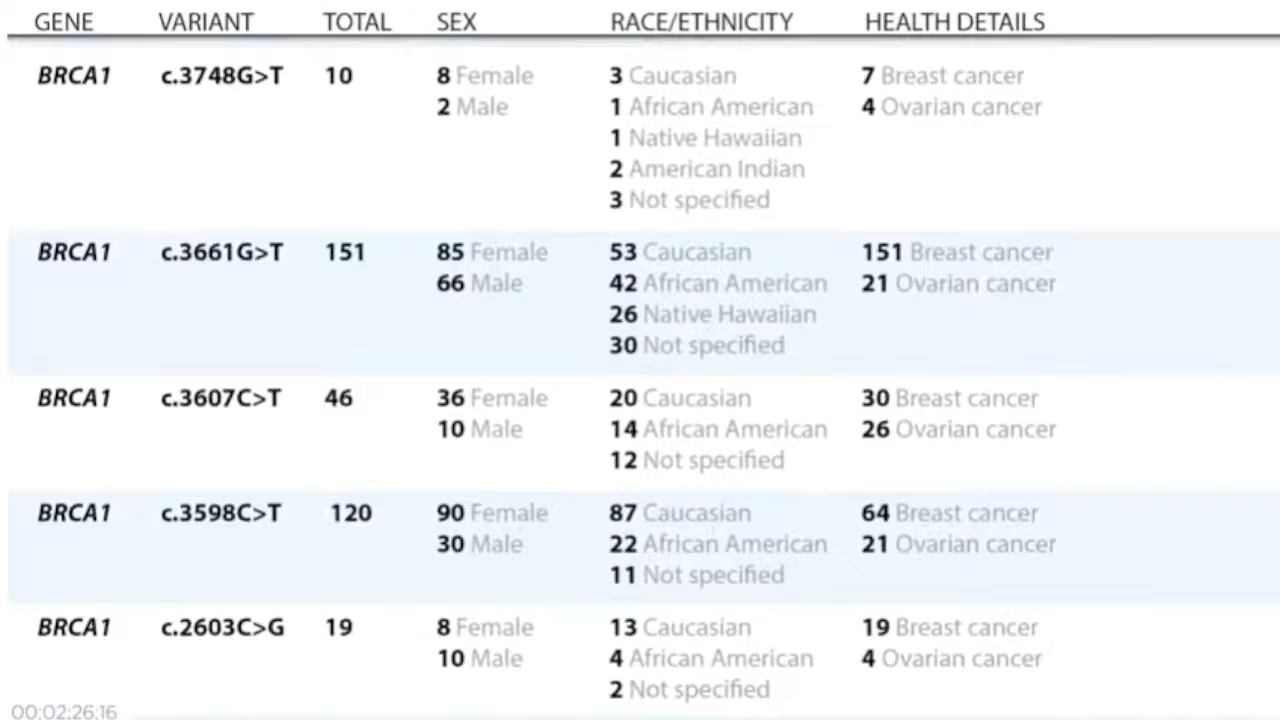 GENE VARIANT TOTAL SEX RACE/ETHNICITY HEALTH DETAILS
BRCA1 c.3748G>T 10 8 Female 3 Caucasian 7 Breast cancer
2 Male 1 African American 4 Ovarian cancer
1 Native Hawaiian
2 American Indian
3 Not specified
BRCA1 c.3661G>T 151 85 Female 53 Caucasian 151 Breast cancer
66 Male 42 African American 21 Ovarian cancer
26 Native Hawaiian
30 Not specified
BRCA1 c.3607C>T 46 36 Female 20 Caucasian 30 Breast cancer
10 Male 14 African American 26 Ovarian cancer
12 Not specified
BRCA1 c.3598C>T 120 90 Female 87 Caucasian 64 Breast cancer
30 Male 22 African American 21 Ovarian cancer
11 Not specified
BRCA1 c.2603C>G 19 8 Female 13 Caucasian 19 Breast cancer
10 Male 4 African American 4 Ovarian cancer
2 Not specified
00:02:26:16